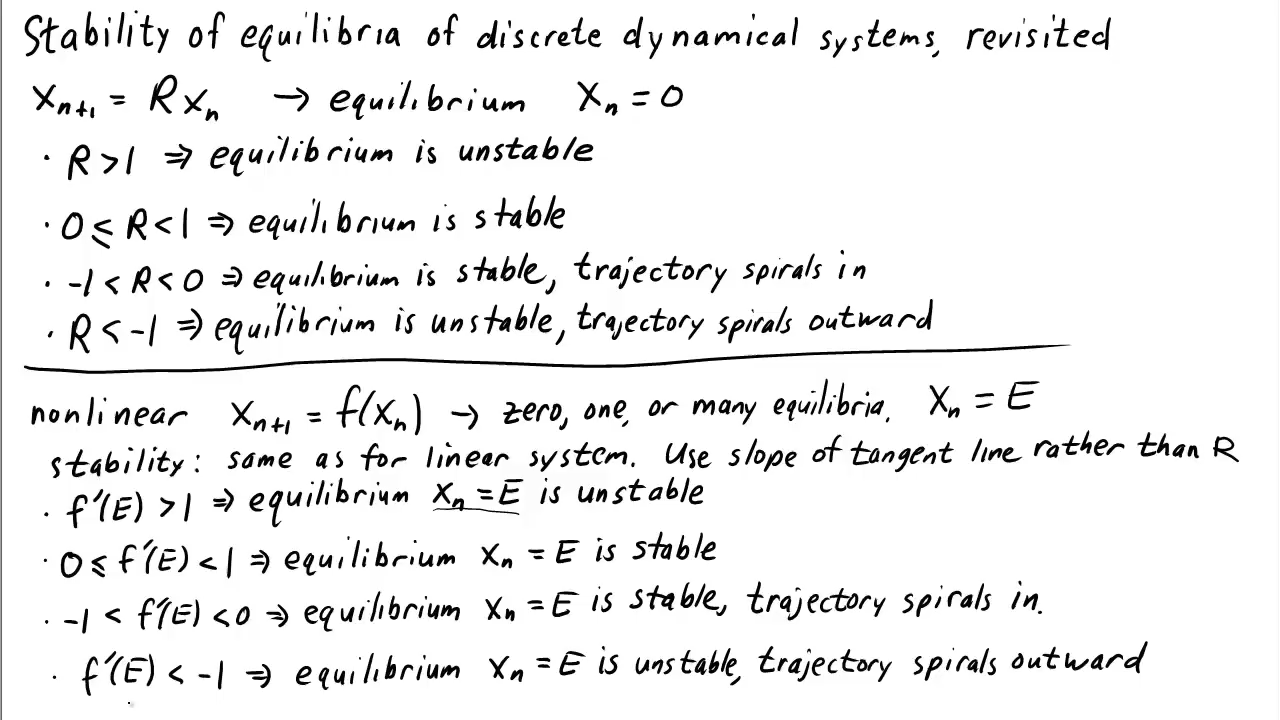 Stability of equilibria of discrete dynamical systems, revisited
xₙ₊₁ = Rxₙ → equilibrium xₙ = 0
· R > 1 ⇒ equilibrium is unstable
· 0 ≤ R < 1 ⇒ equilibrium is stable
· -1 < R < 0 ⇒ equilibrium is stable, trajectory spirals in
· R < -1 ⇒ equilibrium is unstable, trajectory spirals outward
nonlinear xₙ₊₁ = f(xₙ) → zero, one, or many equilibria. xₙ = E
stability: same as for linear system. Use slope of tangent line rather than R
· f'(E) > 1 ⇒ equilibrium xₙ = E is unstable
· 0 ≤ f'(E) < 1 ⇒ equilibrium xₙ = E is stable
· -1 < f'(E) < 0 ⇒ equilibrium xₙ = E is stable, trajectory spirals in.
· f'(E) < -1 ⇒ equilibrium xₙ = E is unstable, trajectory spirals outward